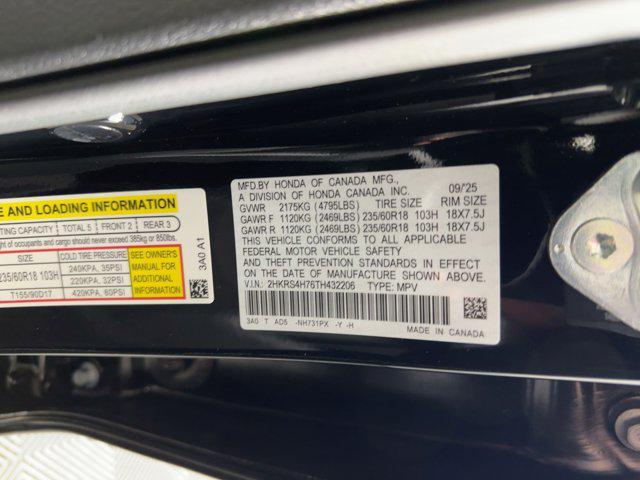 E AND LOADING INFORMATION
TING CAPACITY TOTAL 5 FRONT 2 REAR 3
ght of occupants and cargo should never exceed 385kg or 850lbs.
SIZE COLD TIRE PRESSURE SEE OWNER'S MANUAL FOR ADDITIONAL INFORMATION
235/60R18 103H 240KPA, 35PSI
220KPA, 32PSI
T155/90D17 420KPA, 60PSI
3A0 A1
MFD.BY HONDA OF CANADA MFG.,
A DIVISION OF HONDA CANADA INC. 09/25
GVWR 2175KG (4795LBS) TIRE SIZE RIM SIZE
GAWR F 1120KG (2469LBS) 235/60R18 103H 18X7.5J
GAWR R 1120KG (2469LBS) 235/60R18 103H 18X7.5J
THIS VEHICLE CONFORMS TO ALL APPLICABLE
FEDERAL MOTOR VEHICLE SAFETY
AND THEFT PREVENTION STANDARDS IN EFFECT
ON THE DATE OF MANUFACTURE SHOWN ABOVE.
V.I.N.: 2HKRS4H76TH432206 TYPE: MPV
3A0 T AD5 -NH731PX -Y -H
MADE IN CANADA